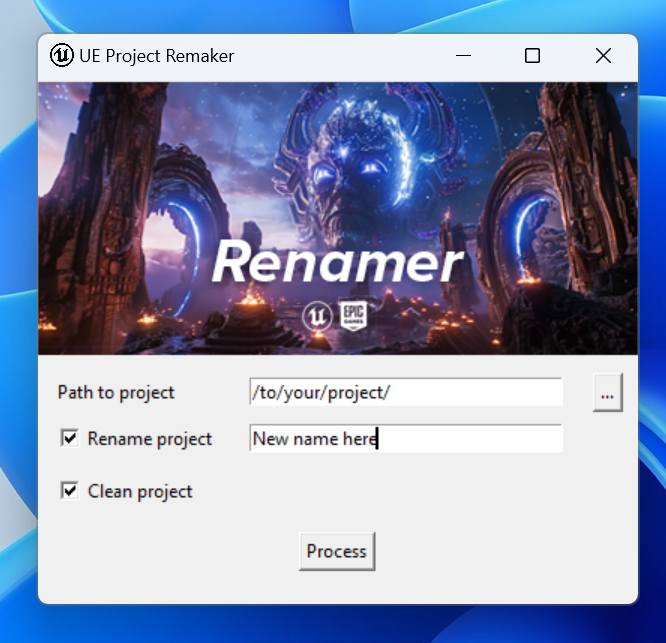 UE Project Remaker
Renamer
EPIC
GAMES
Path to project
/to/your/project/
...
Rename project
New name here
Clean project
Process